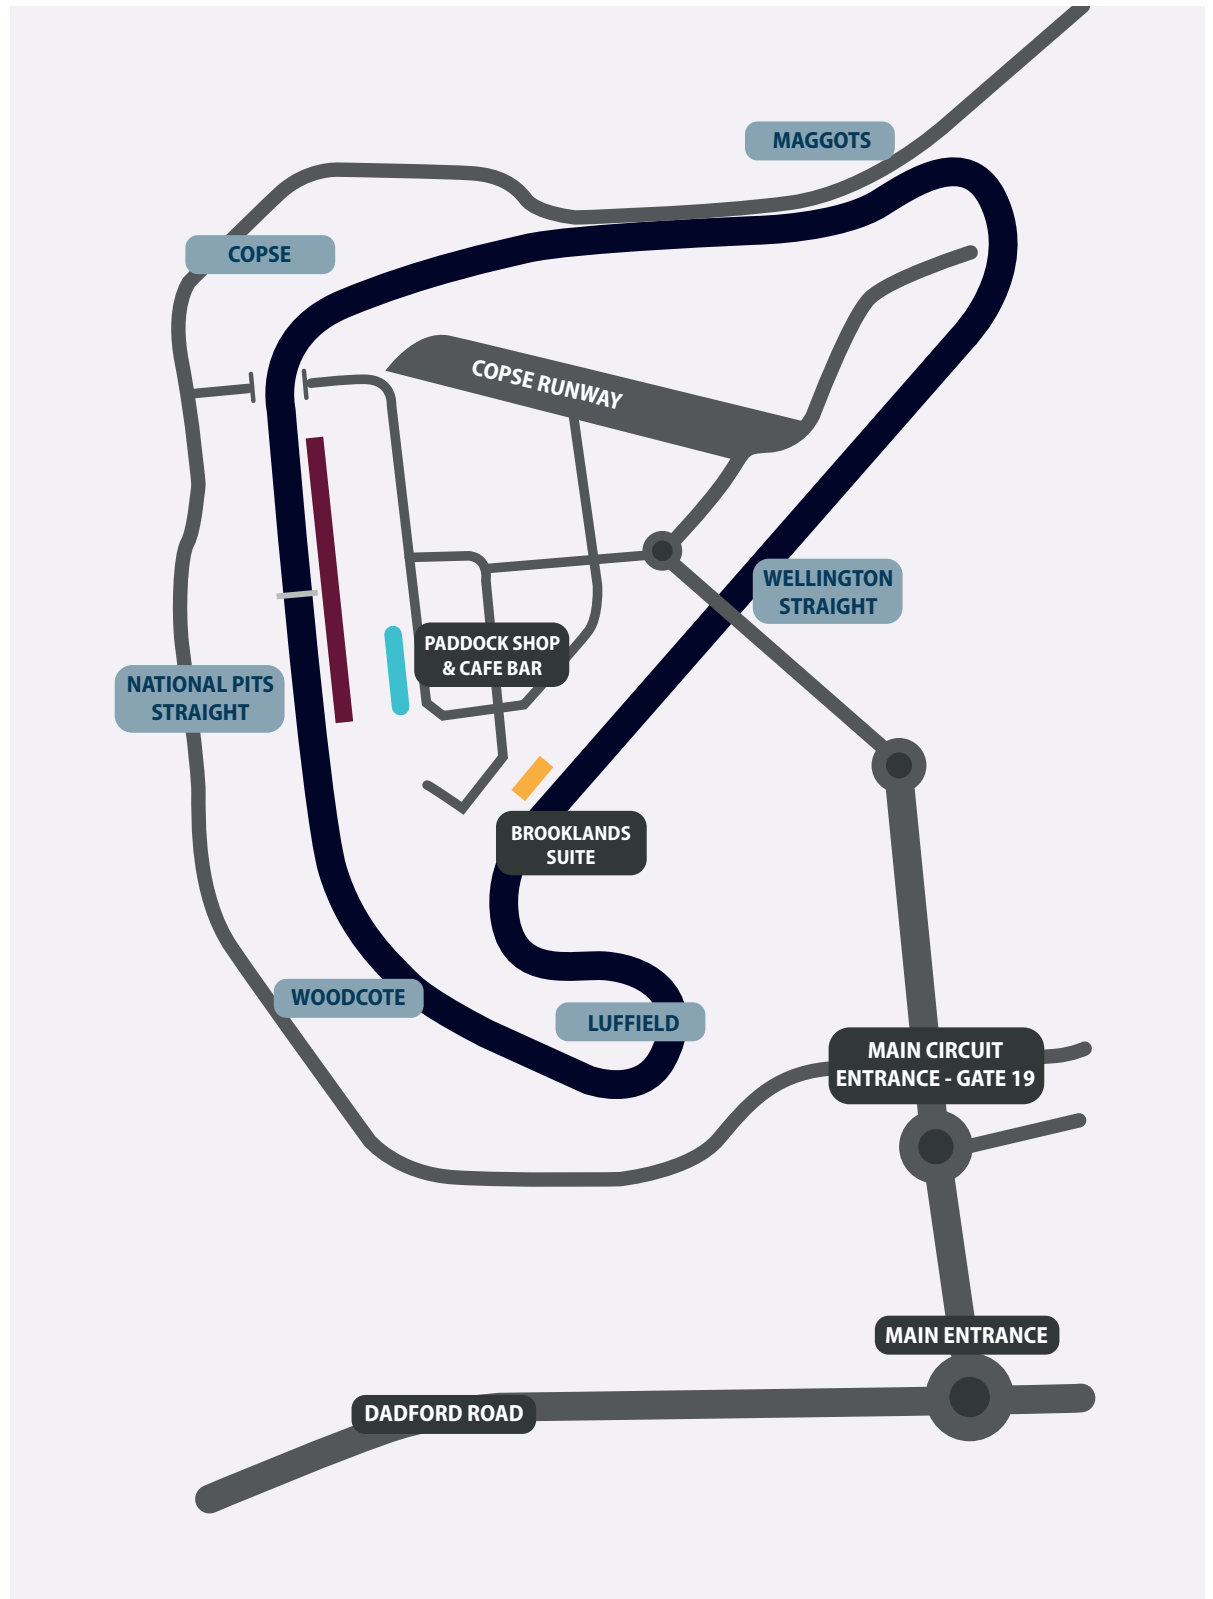 MAGGOTS
COPSE
COPSE RUNWAY
WELLINGTON
STRAIGHT
PADDOCK SHOP
& CAFE BAR
NATIONAL PITS
STRAIGHT
BROOKLANDS
SUITE
WOODCOTE
LUFFIELD
MAIN CIRCUIT
ENTRANCE - GATE 19
MAIN ENTRANCE
DADFORD ROAD